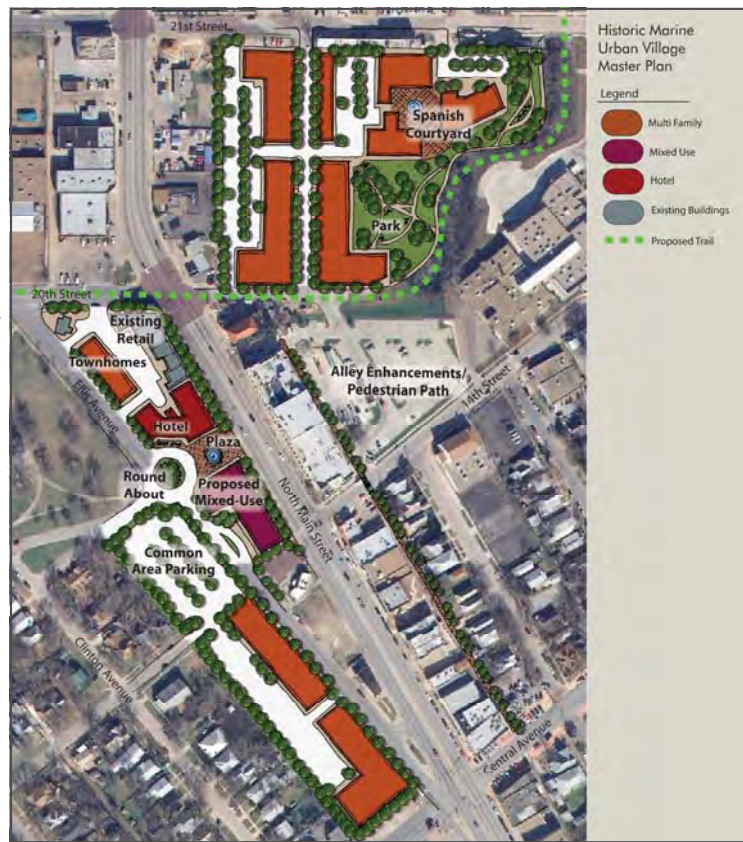 Historic Marine
Urban Village
Master Plan
Legend
Multi Family
Mixed Use
Hotel
Existing Buildings
Proposed Trail
21st Street
Spanish
Courtyard
Park
20th Street
Existing
Retail
Townhomes
Ellis Avenue
Alley Enhancements/
Pedestrian Path
14th Street
Hotel
Plaza
Round
About
Proposed
Mixed-Use
North Main Street
Common
Area Parking
Clinton Avenue
Central Avenue